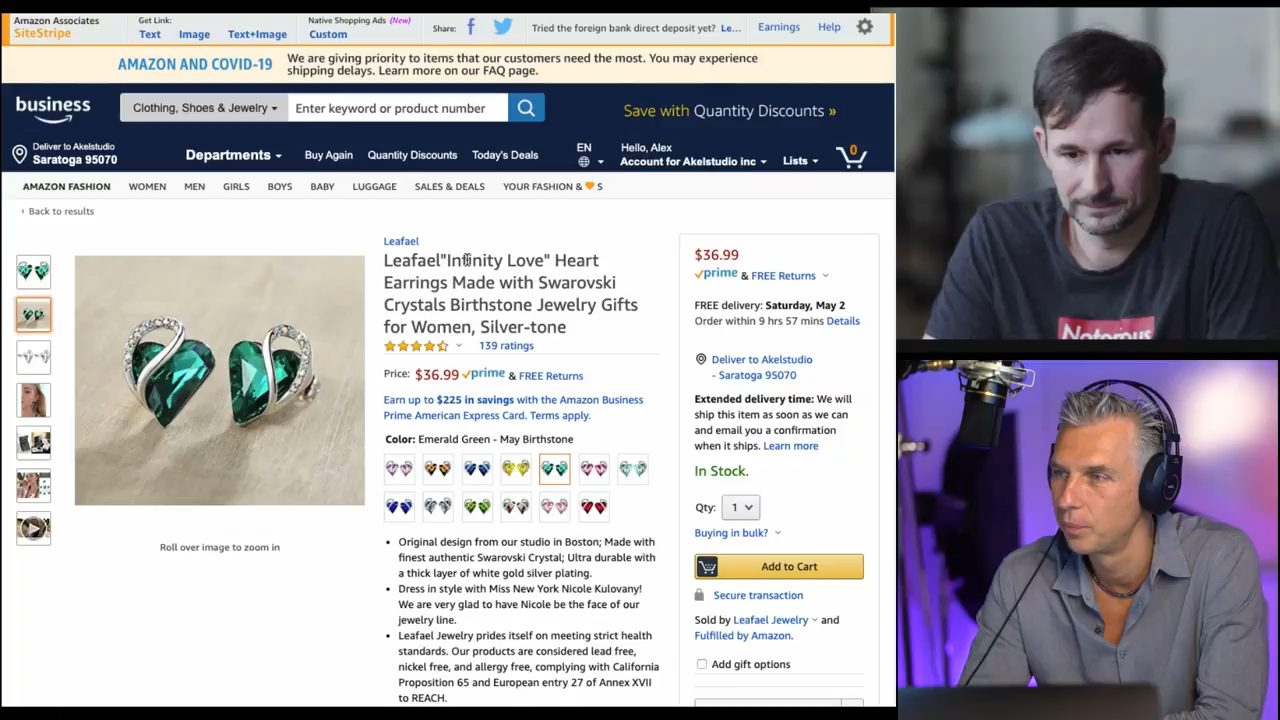 Amazon Associates
SiteStripe
Get Link:
Text Image Text+Image
Native Shopping Ads (New)
Custom
Share:
Tried the foreign bank direct deposit yet? Le...
Earnings
Help
AMAZON AND COVID-19
We are giving priority to items that our customers need the most. You may experience
shipping delays. Learn more on our FAQ page.
business
Clothing, Shoes & Jewelry
Enter keyword or product number
Save with Quantity Discounts »
Deliver to Akelstudio
Saratoga 95070
Departments
Buy Again
Quantity Discounts
Today's Deals
EN
Hello, Alex
Account for Akelstudio inc
Lists
0
AMAZON FASHION WOMEN MEN GIRLS BOYS BABY LUGGAGE SALES & DEALS YOUR FASHION & 🧡 S
‹ Back to results
Leafael
Leafael"Infinity Love" Heart
Earrings Made with Swarovski
Crystals Birthstone Jewelry Gifts
for Women, Silver-tone
139 ratings
Price: $36.99 prime & FREE Returns
Earn up to $225 in savings with the Amazon Business
Prime American Express Card. Terms apply.
Color: Emerald Green - May Birthstone
• Original design from our studio in Boston; Made with
finest authentic Swarovski Crystal; Ultra durable with
a thick layer of white gold silver plating.
• Dress in style with Miss New York Nicole Kulovany!
We are very glad to have Nicole be the face of our
jewelry line.
• Leafael Jewelry prides itself on meeting strict health
standards. Our products are considered lead free,
nickel free, and allergy free, complying with California
Proposition 65 and European entry 27 of Annex XVII
to REACH.
Roll over image to zoom in
$36.99
prime & FREE Returns
FREE delivery: Saturday, May 2
Order within 9 hrs 57 mins Details
Deliver to Akelstudio
- Saratoga 95070
Extended delivery time: We will
ship this item as soon as we can
and email you a confirmation
when it ships. Learn more
In Stock.
Qty: 1
Buying in bulk?
Add to Cart
Secure transaction
Sold by Leafael Jewelry and
Fulfilled by Amazon.
Add gift options
Notorous